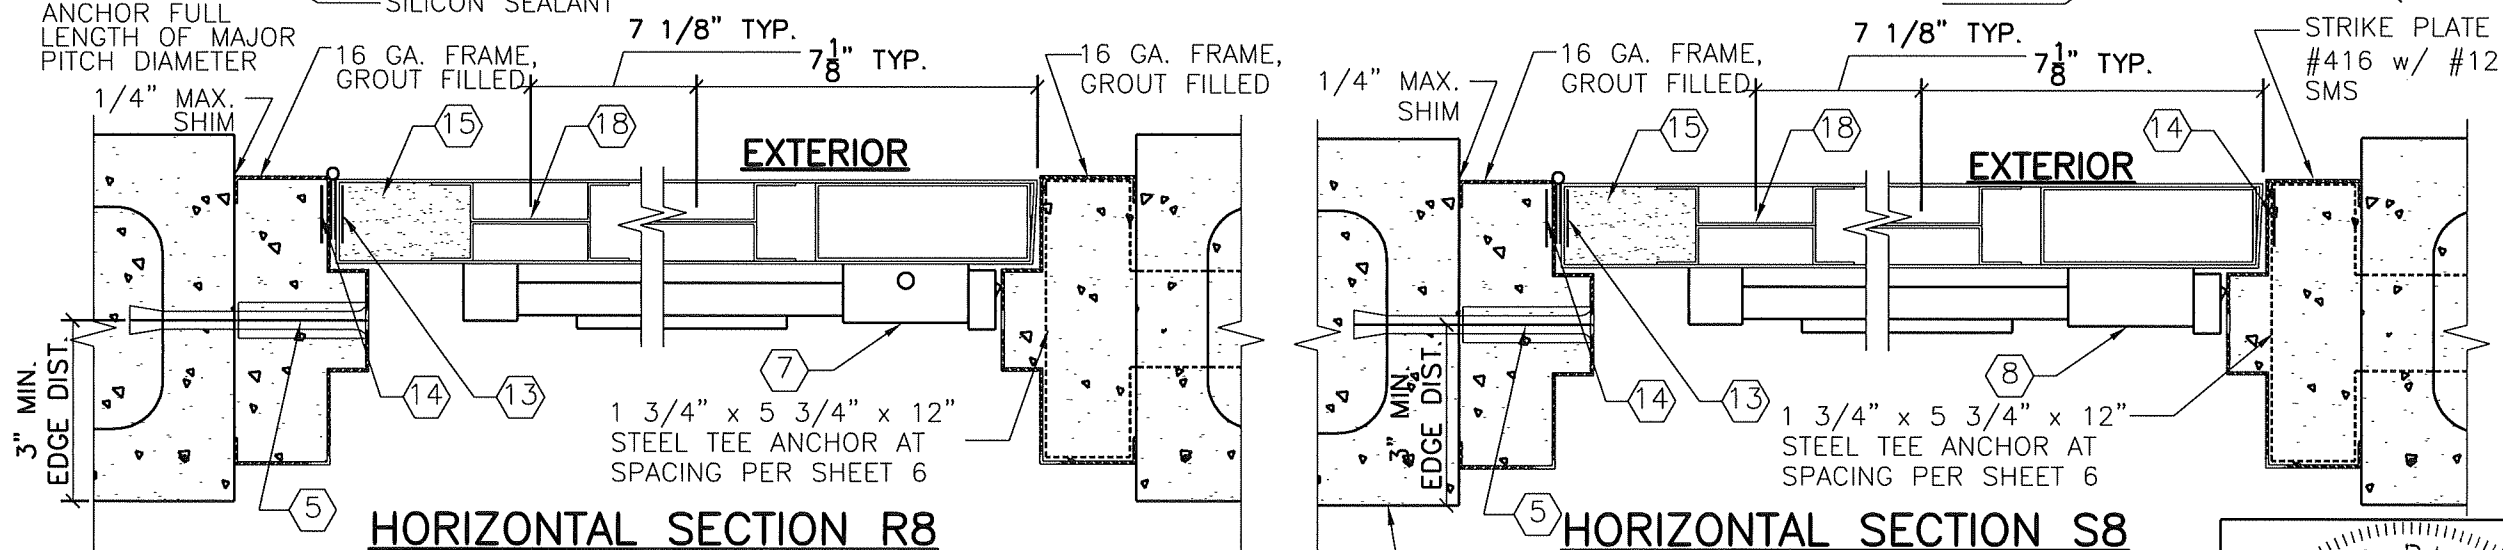 SILICON SEALANT
ANCHOR FULL
LENGTH OF MAJOR
PITCH DIAMETER
1/4" MAX.
SHIM
16 GA. FRAME,
GROUT FILLED
7 1/8" TYP.
7 1/8" TYP.
16 GA. FRAME,
GROUT FILLED
15
18
EXTERIOR
3" MIN.
EDGE DIST.
7
14
13
1 3/4" x 5 3/4" x 12"
STEEL TEE ANCHOR AT
SPACING PER SHEET 6
5
HORIZONTAL SECTION R8
1/4" MAX.
SHIM
16 GA. FRAME,
GROUT FILLED
7 1/8" TYP.
7 1/8" TYP.
STRIKE PLATE
#416 w/ #12
SMS
15
18
14
EXTERIOR
3" MIN.
EDGE DIST.
8
14
13
1 3/4" x 5 3/4" x 12"
STEEL TEE ANCHOR AT
SPACING PER SHEET 6
5
HORIZONTAL SECTION S8